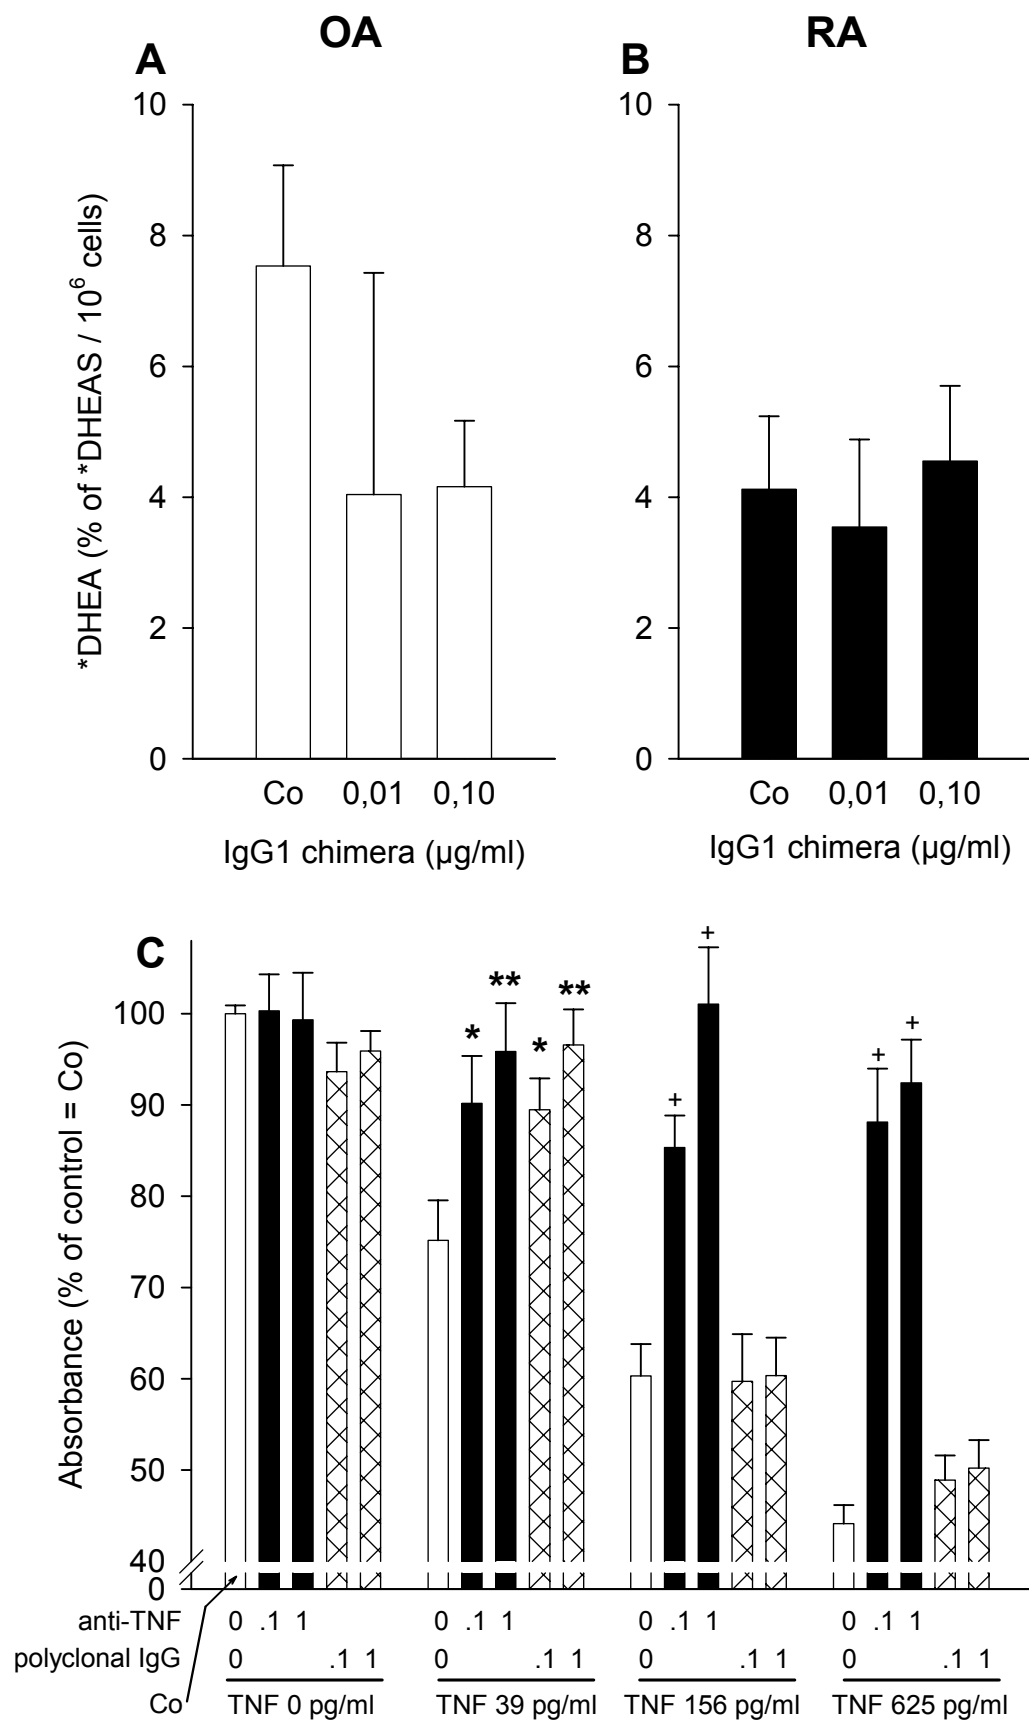 OA
RA
A
B
10
8
6
4
2
0
*DHEA (% of *DHEAS / 10⁶ cells)
Co 0,01 0,10
IgG1 chimera (µg/ml)
10
8
6
4
2
0
Co 0,01 0,10
IgG1 chimera (µg/ml)
C
Absorbance (% of control = Co)
100
90
80
70
60
50
40
0
* ** * **
+ +
+ +
anti-TNF 0 .1 1 0 .1 1 0 .1 1 0 .1 1
polyclonal IgG 0 .1 1 0 .1 1 0 .1 1 0 .1 1
Co TNF 0 pg/ml TNF 39 pg/ml TNF 156 pg/ml TNF 625 pg/ml